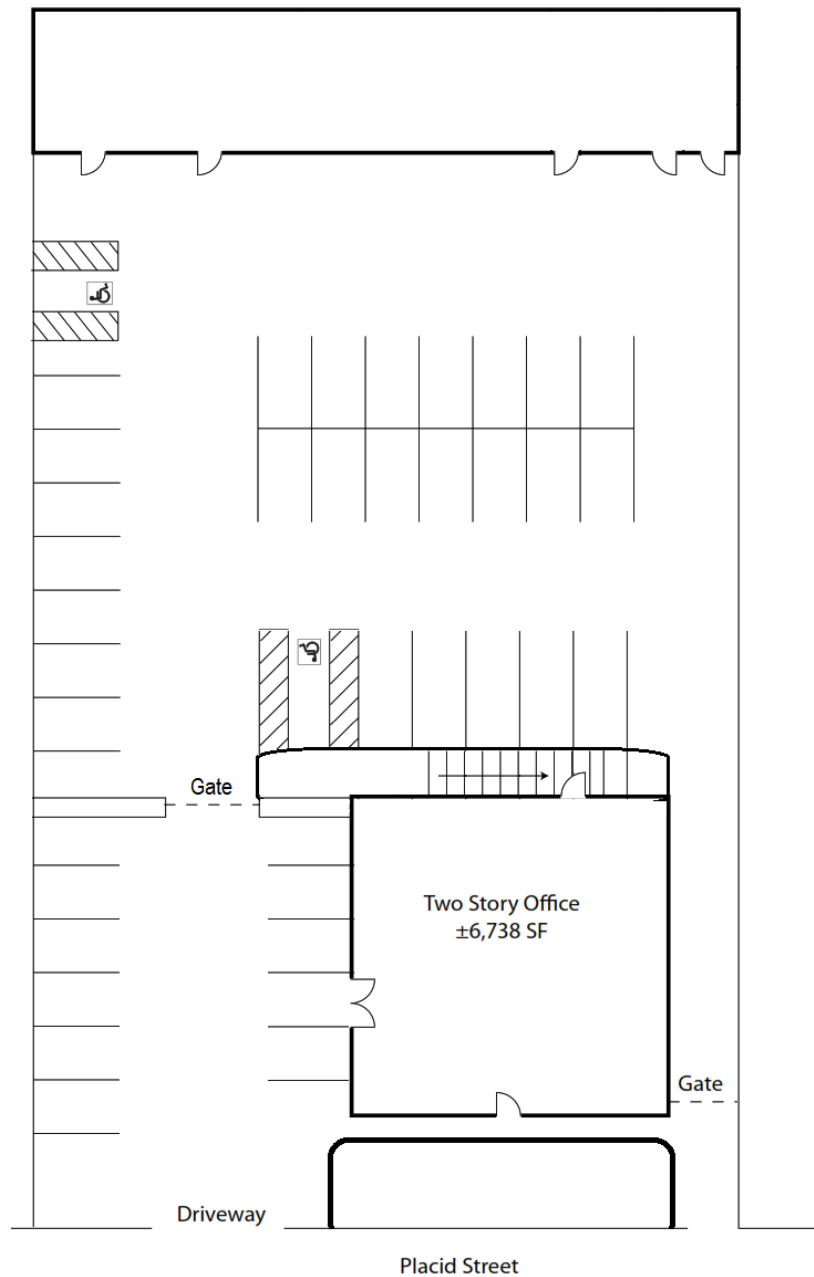 Gate
Two Story Office
±6,738 SF
Gate
Driveway
Placid Street